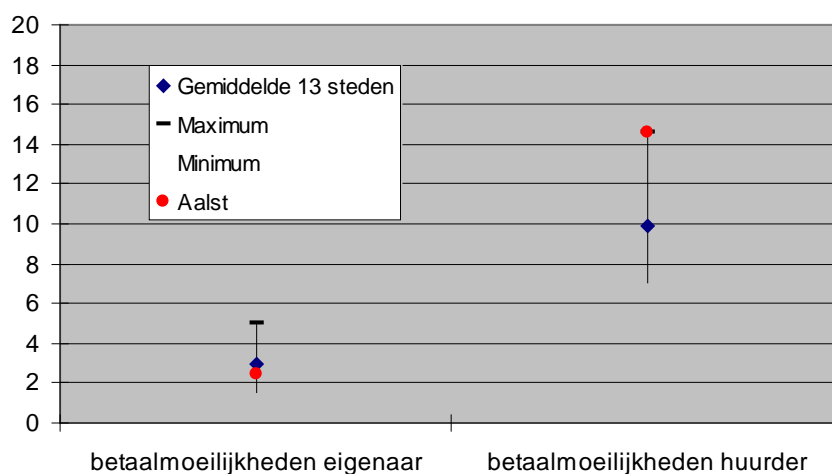 20
18
16
14
12
10
8
6
4
2
0
Gemiddelde 13 steden
Maximum
Minimum
Aalst
betaalmoeilijkheden eigenaar
betaalmoeilijkheden huurder